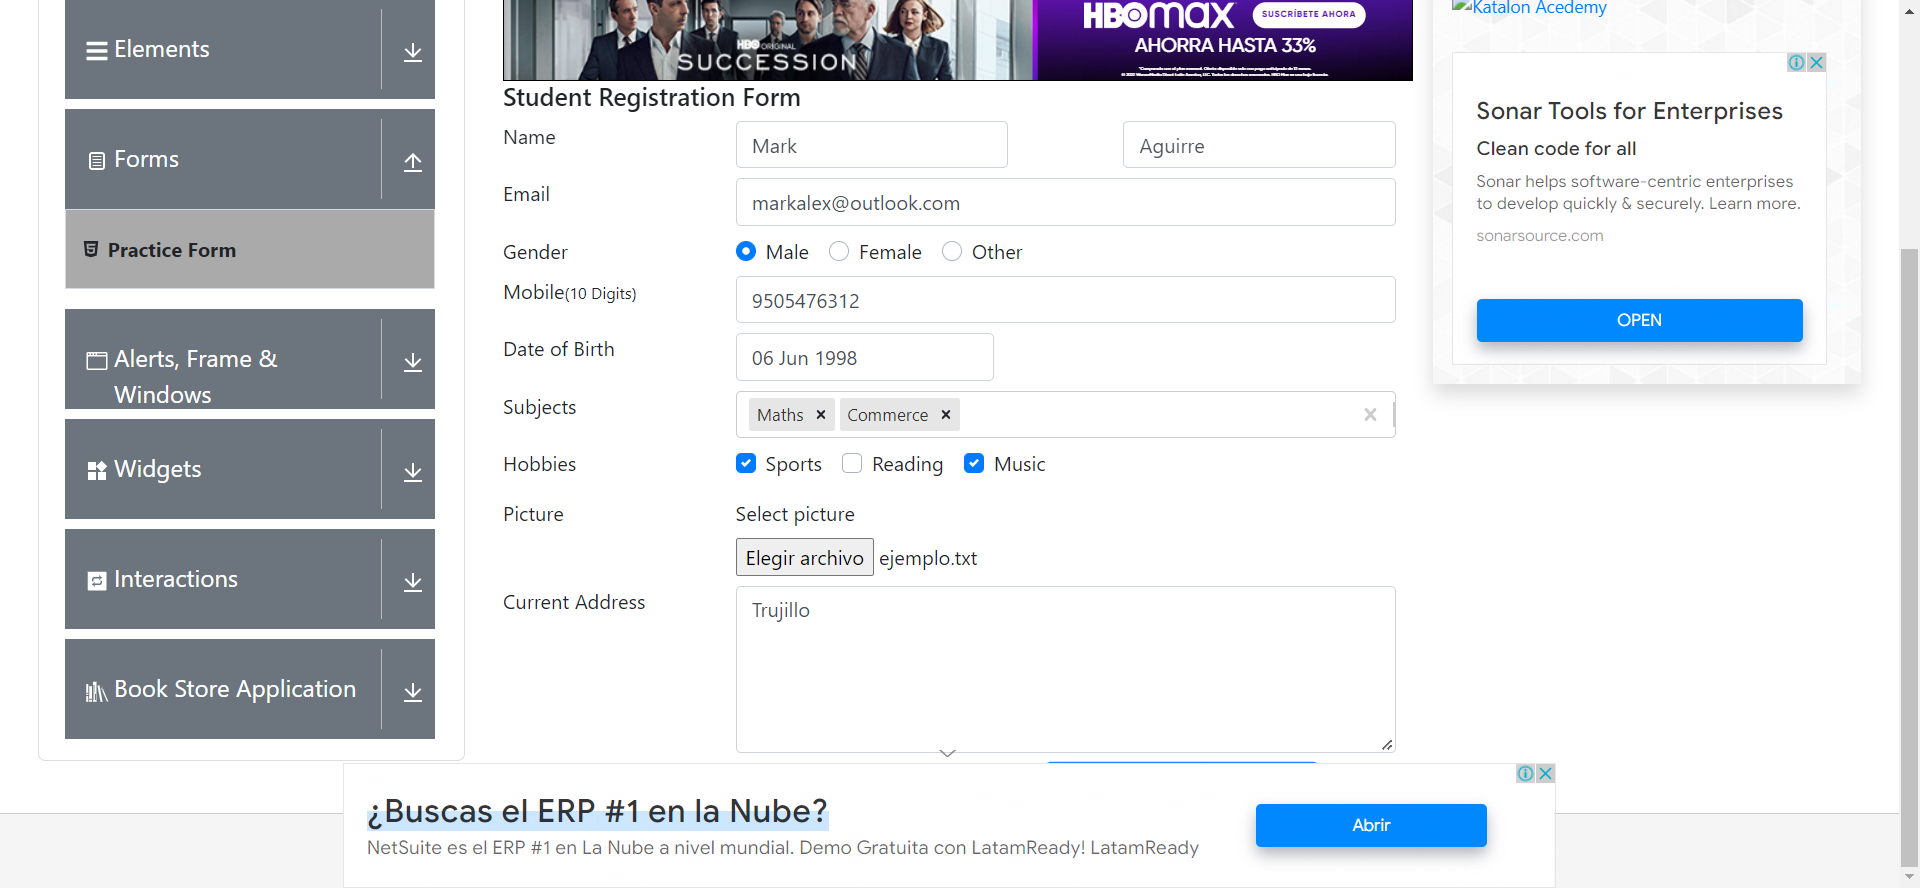 Elements
Forms
Practice Form
Alerts, Frame &
Windows
Widgets
Interactions
Book Store Application
HBO ORIGINAL
SUCCESSION
HBOMAX
SUSCRÍBETE AHORA
AHORRA HASTA 33%
Student Registration Form
Name
Mark
Aguirre
Email
markalex@outlook.com
Gender
Male
Female
Other
Mobile(10 Digits)
9505476312
Date of Birth
06 Jun 1998
Subjects
Maths
Commerce
Hobbies
Sports
Reading
Music
Picture
Select picture
Elegir archivo ejemplo.txt
Current Address
Trujillo
Katalon Acedemy
Sonar Tools for Enterprises
Clean code for all
Sonar helps software-centric enterprises
to develop quickly & securely. Learn more.
sonarsource.com
OPEN
¿Buscas el ERP #1 en la Nube?
NetSuite es el ERP #1 en La Nube a nivel mundial. Demo Gratuita con LatamReady! LatamReady
Abrir